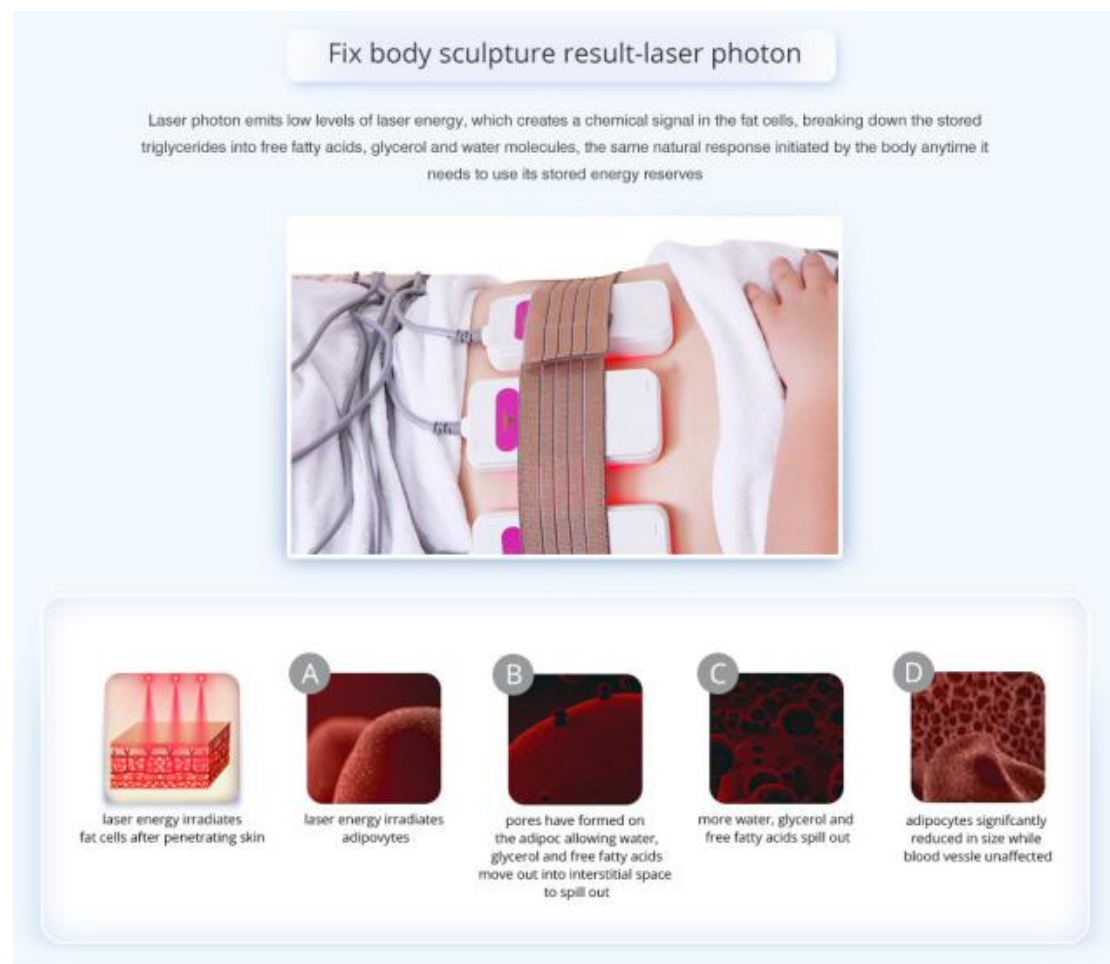 Fix body sculpture result-laser photon
Laser photon emits low levels of laser energy, which creates a chemical signal in the fat cells, breaking down the stored
triglycerides into free fatty acids, glycerol and water molecules, the same natural response initiated by the body anytime it
needs to use its stored energy reserves
A
B
C
D
laser energy irradiates
fat cells after penetrating skin
laser energy irradiates
adipovytes
pores have formed on
the adipoc allowing water,
glycerol and free fatty acids
move out into interstitial space
to spill out
more water, glycerol and
free fatty acids spill out
adipocytes signifcantly
reduced in size while
blood vessle unaffected